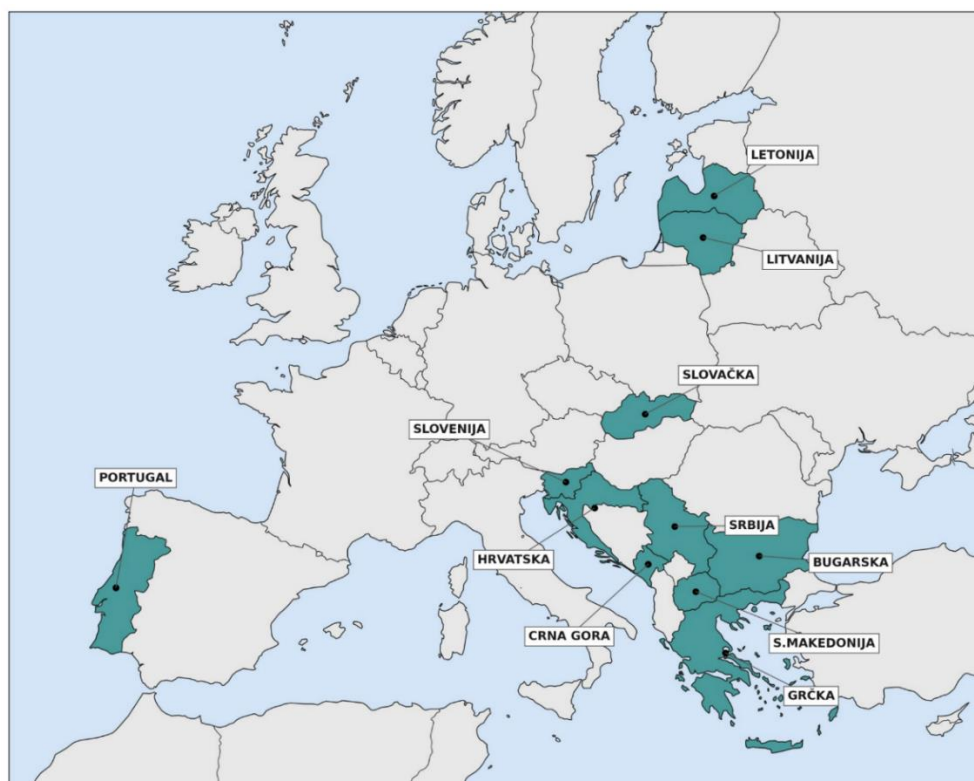 LETONIJA
LITVANIJA
SLOVAČKA
SLOVENIJA
PORTUGAL
SRBIJA
HRVATSKA
BUGARSKA
CRNA GORA
S.MAKEDONIJA
GRČKA